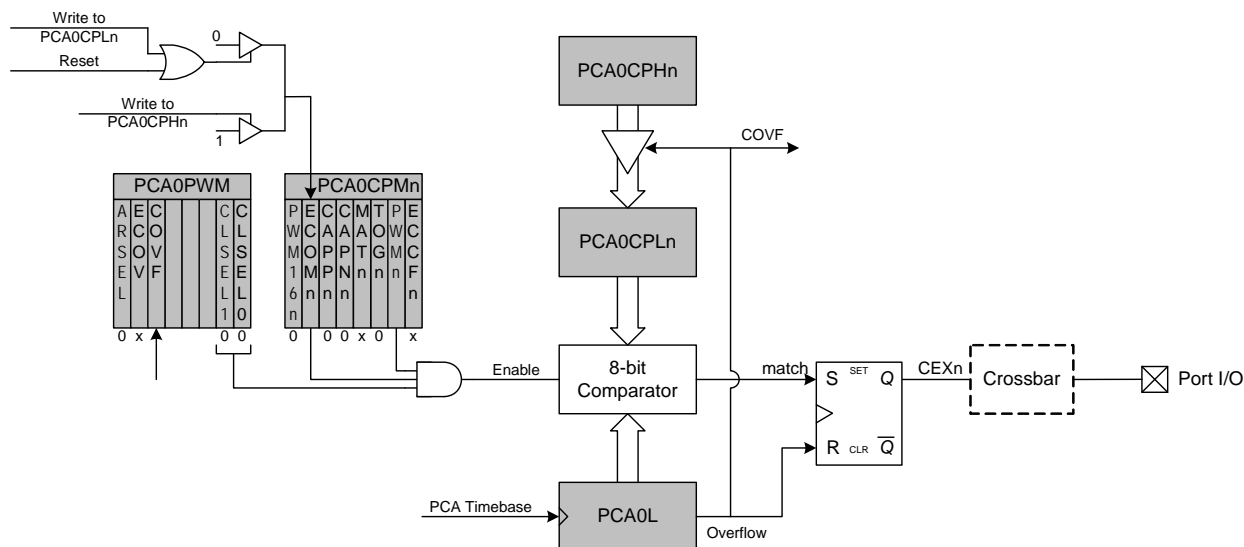 Write to
PCA0CPLn
Reset
0
Write to
PCA0CPHn
1
PCA0CPHn
COVF
PCA0PWM
ARSEL
ECOV
COVF
CLSEL1
CLSEL0
0 x 0 0
PCA0CPMn
PWM16n
ECOMn
CAPPn
CAPNn
MATn
TOGn
PWMn
ECCFn
0 0 0 x 0 x
PCA0CPLn
Enable
8-bit
Comparator
match
S SET Q
R CLR Q
CEXn
Crossbar
Port I/O
PCA Timebase
PCA0L
Overflow